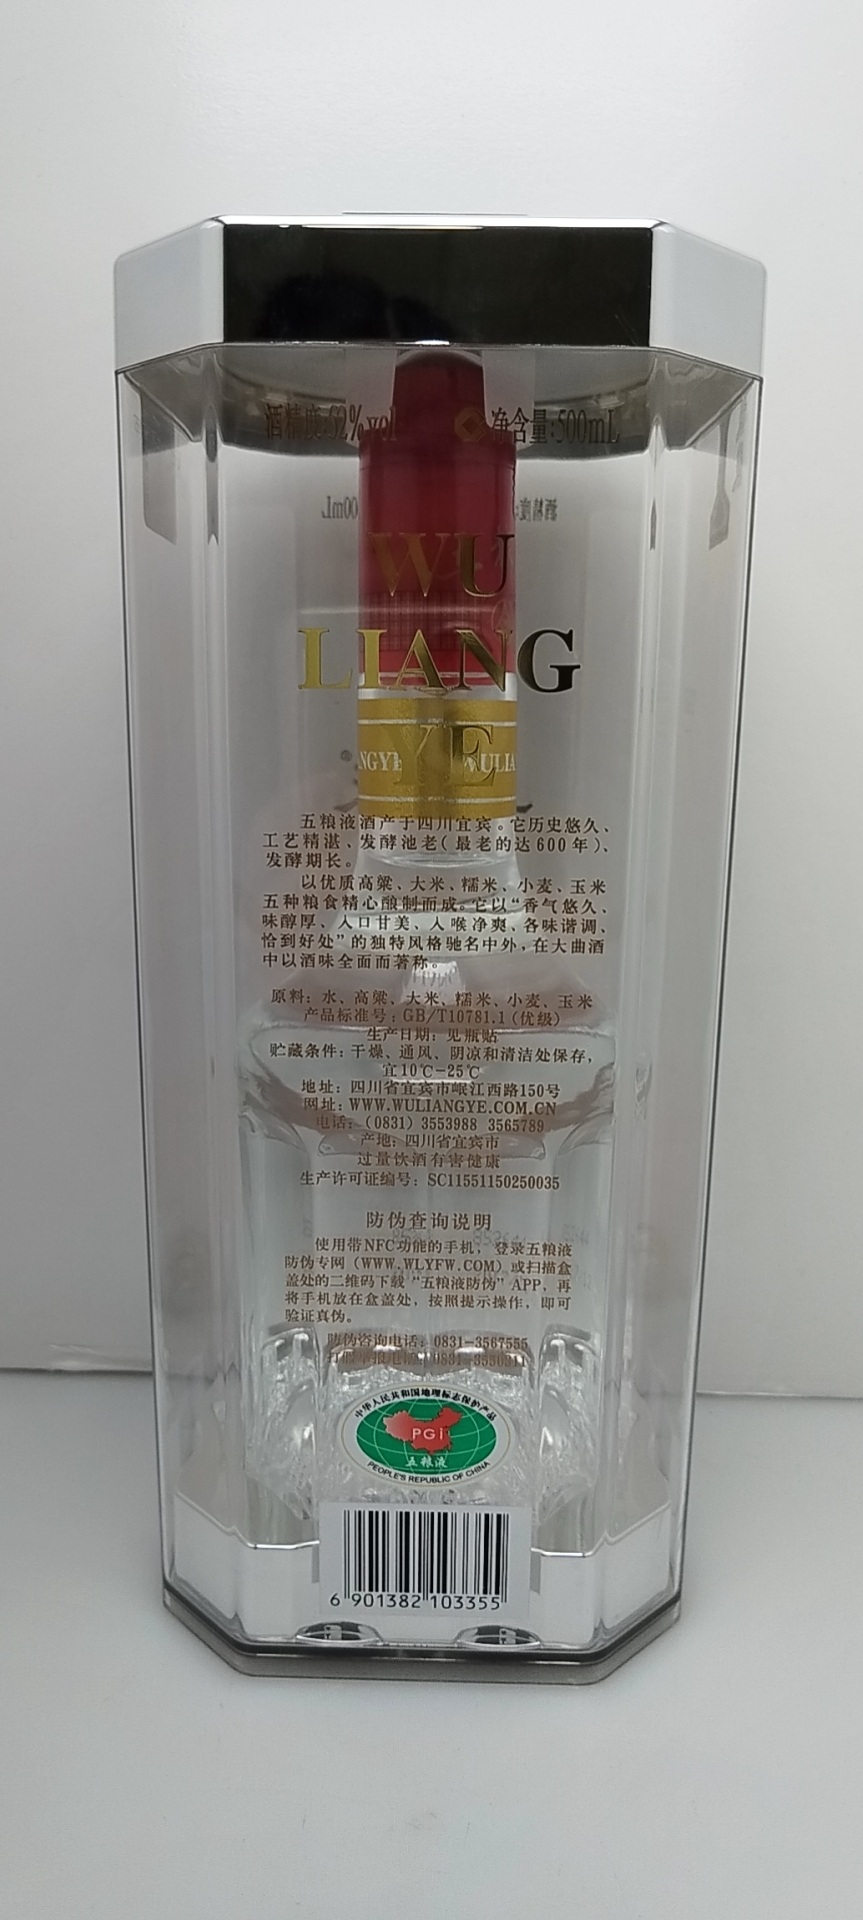 酒精度:52%vol 净含量:500mL
WU
LIANG
YE
NGYE WULIA
五粮液酒产于四川宜宾。它历史悠久、
工艺精湛、发酵池老(最老的达600年)、
发酵期长。
以优质高粱、大米、糯米、小麦、玉米
五种粮食精心酿制而成。它以“香气悠久、
味醇厚、入口甘美、入喉净爽、各味谐调、
恰到好处”的独特风格驰名中外,在大曲酒
中以酒味全面而著称。
原料:水、高粱、大米、糯米、小麦、玉米
产品标准号:GB/T10781.1(优级)
生产日期:见瓶贴
贮藏条件:干燥、通风、阴凉和清洁处保存,
宜10℃-25℃
地址:四川省宜宾市岷江西路150号
网址:WWW.WULIANGYE.COM.CN
电话:(0831)3553988 3565789
产地:四川省宜宾市
过量饮酒有害健康
生产许可证编号:SC11551150250035
防伪查询说明
使用带NFC功能的手机,登录五粮液
防伪专网(WWW.WLYFW.COM)或扫描盒
盖处的二维码下载“五粮液防伪”APP,再
将手机放在盒盖处,按照提示操作,即可
验证真伪。
防伪咨询电话:0831-3567555
打假举报电话:0831-3550311
中华人民共和国地理标志保护产品
PGI
五粮液
PEOPLE'S REPUBLIC OF CHINA
6 901382 103355